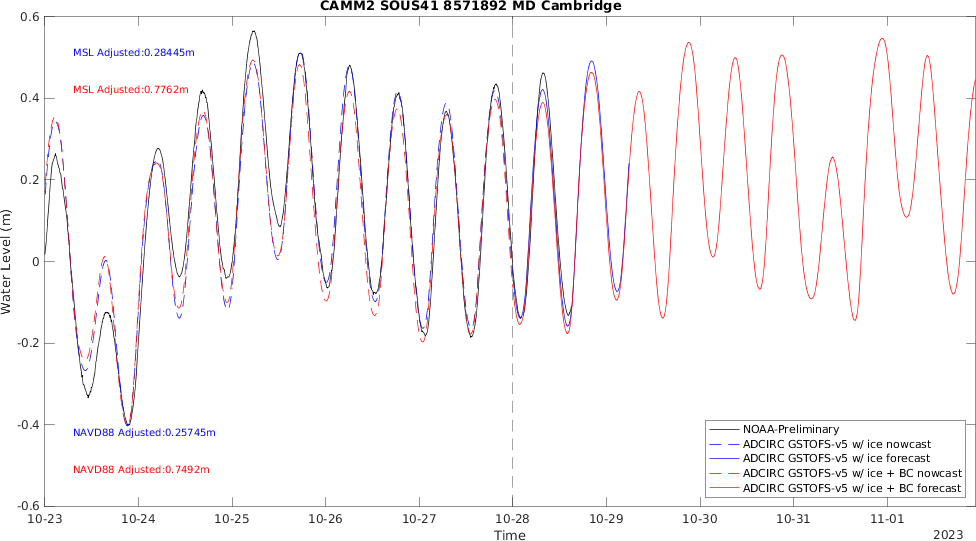 CAMM2 SOUS41 8571892 MD Cambridge
0.6
MSL Adjusted:0.28445m
MSL Adjusted:0.7762m
0.4
0.2
Water Level (m)
0
-0.2
-0.4
NAVD88 Adjusted:0.25745m
NAVD88 Adjusted:0.7492m
NOAA-Preliminary
ADCIRC GSTOFS-v5 w/ ice nowcast
ADCIRC GSTOFS-v5 w/ ice forecast
ADCIRC GSTOFS-v5 w/ ice + BC nowcast
ADCIRC GSTOFS-v5 w/ ice + BC forecast
-0.6
10-23 10-24 10-25 10-26 10-27 10-28 10-29 10-30 10-31 11-01
Time
2023